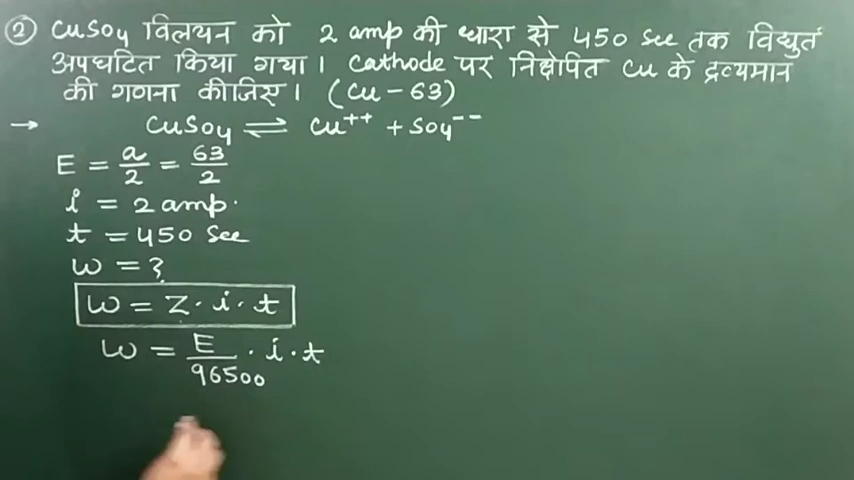 ② CuSO4 विलयन को 2 amp की धारा से 450 Sec तक विद्युत
अपघटित किया गया। Cathode पर निक्षेपित Cu के द्रव्यमान
की गणना कीजिए। (Cu - 63)
→ CuSO4 ⇌ Cu++ + SO4--
E = a/2 = 63/2
i = 2 amp.
t = 450 Sec
W = ?
W = Z · i · t
W = E/96500 · i · t